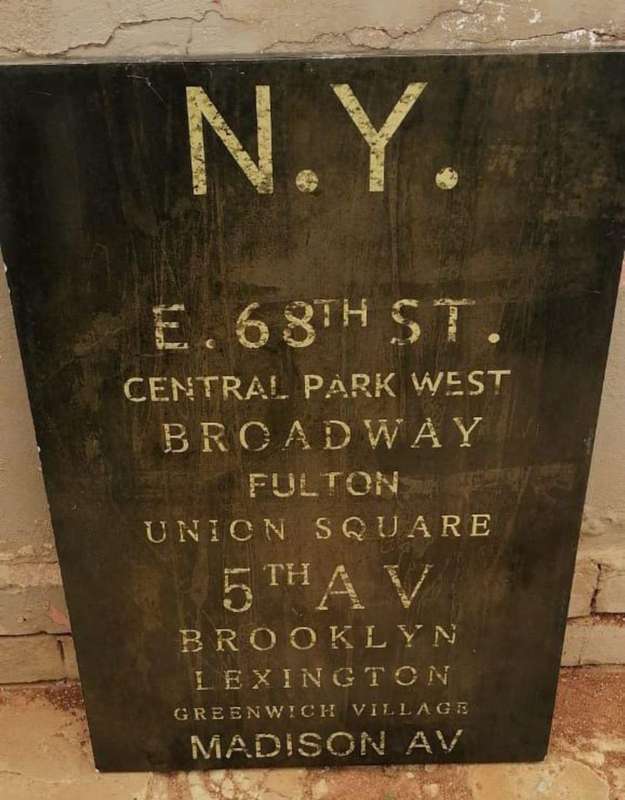 N.Y.
E. 68TH ST.
CENTRAL PARK WEST
BROADWAY
FULTON
UNION SQUARE
5TH AV
BROOKLYN
LEXINGTON
GREENWICH VILLAGE
MADISON AV